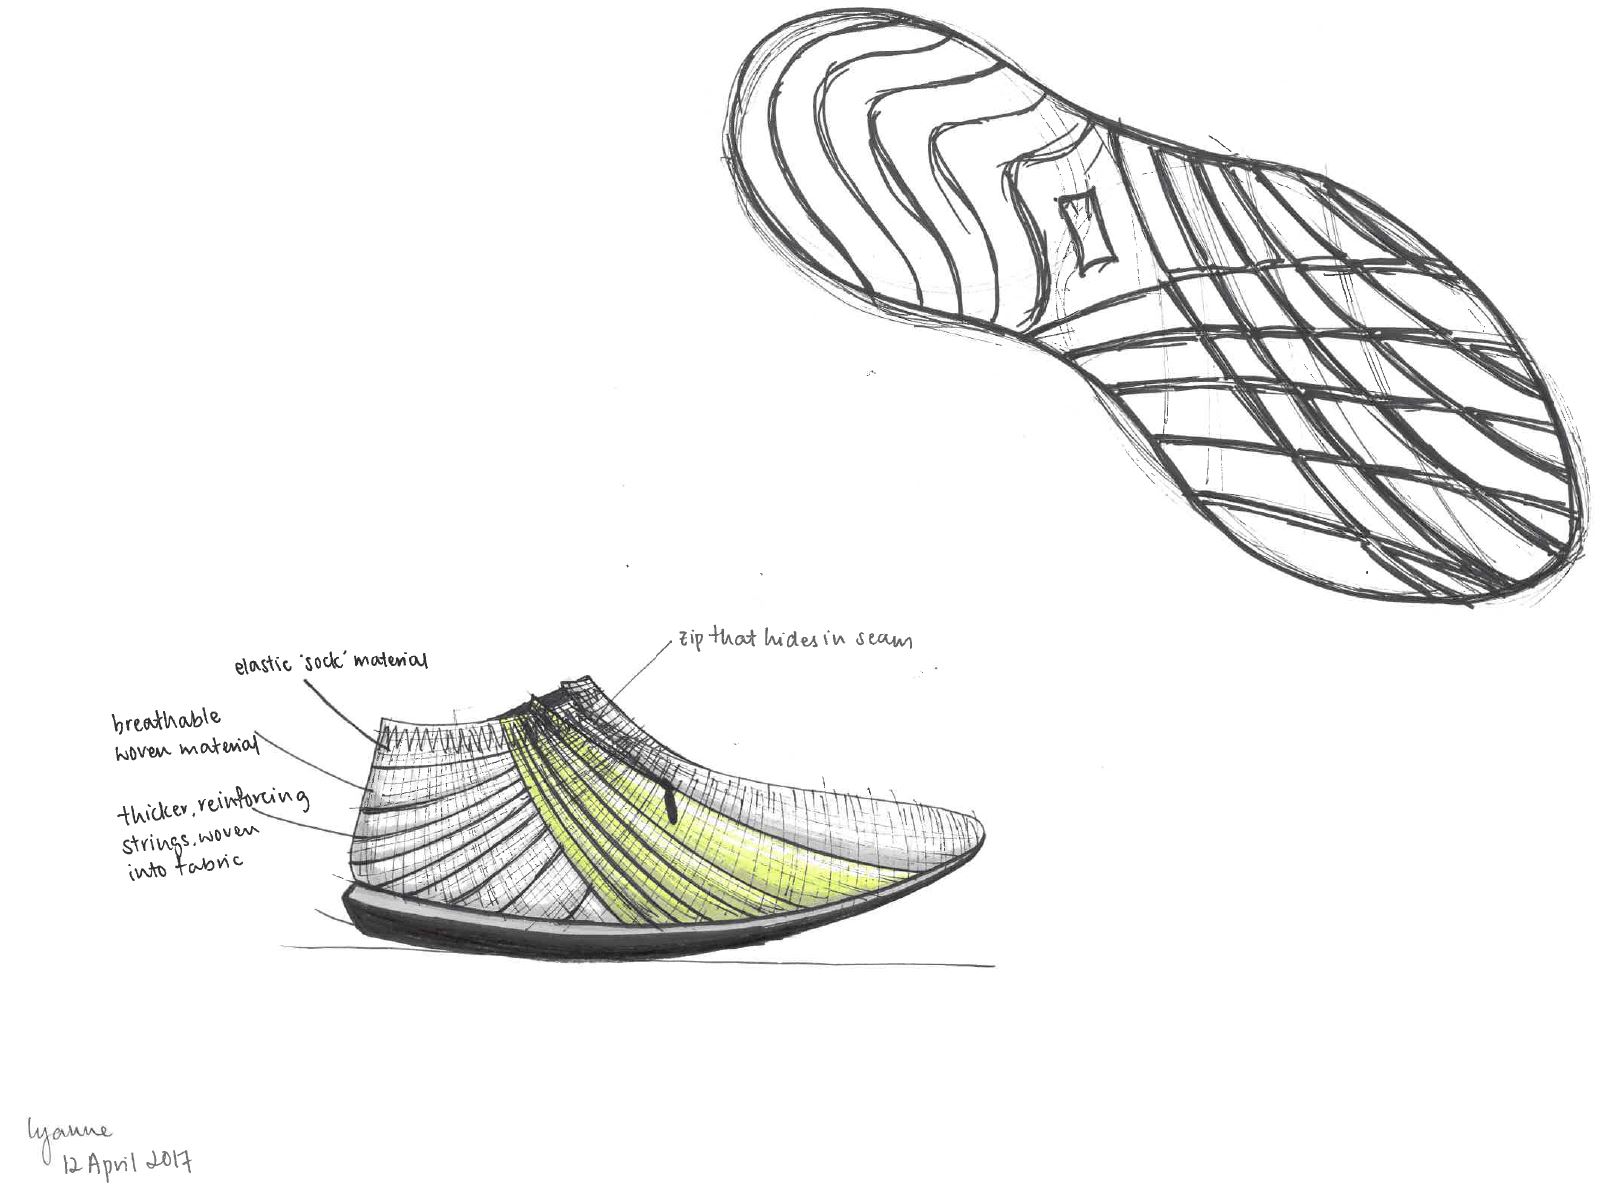 zip that hides in seam
elastic 'sock' material
breathable
woven material
thicker, reinforcing
strings, woven
into fabric
lyanne
12 April 2017